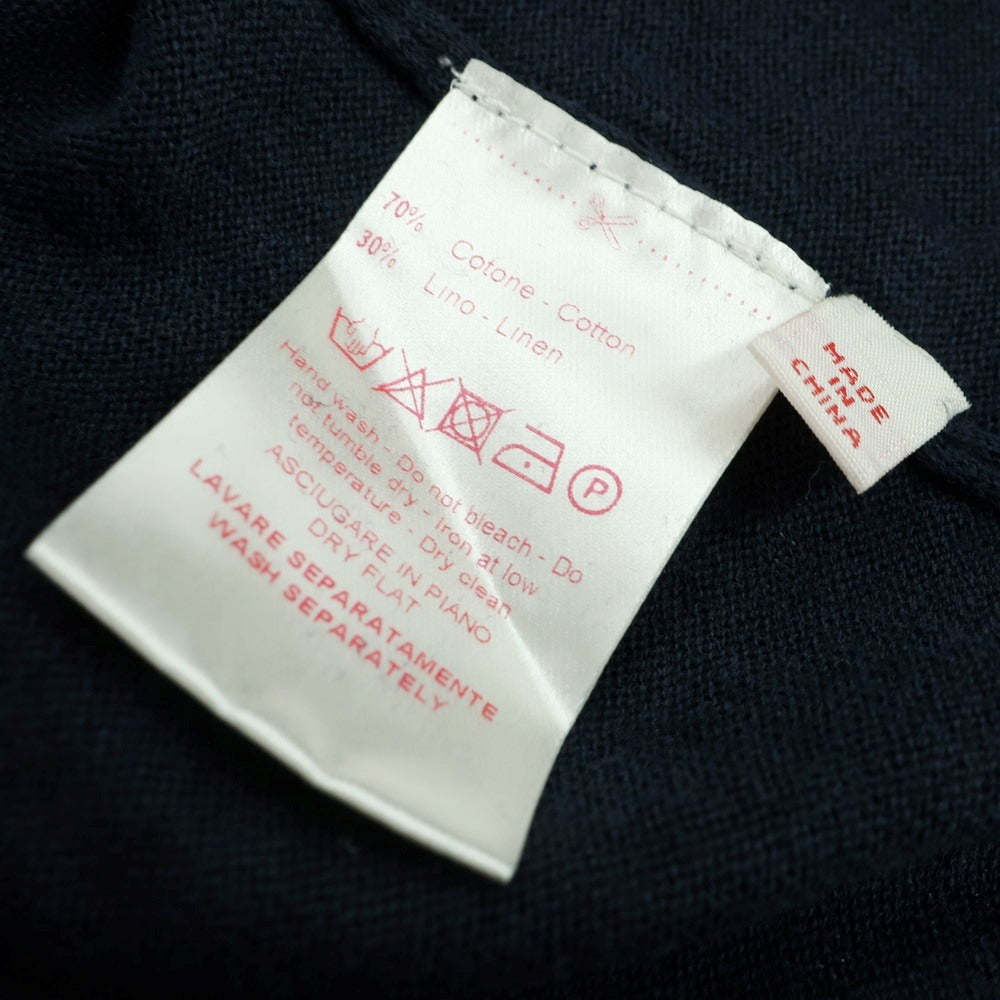 70% Cotone - Cotton
30% Lino - Linen
P
Hand wash - Do not bleach - Do
not tumble dry - Iron at low
temperature - Dry clean
ASCIUGARE IN PIANO
DRY FLAT
LAVARE SEPARATAMENTE
WASH SEPARATELY
MADE
IN
CHINA